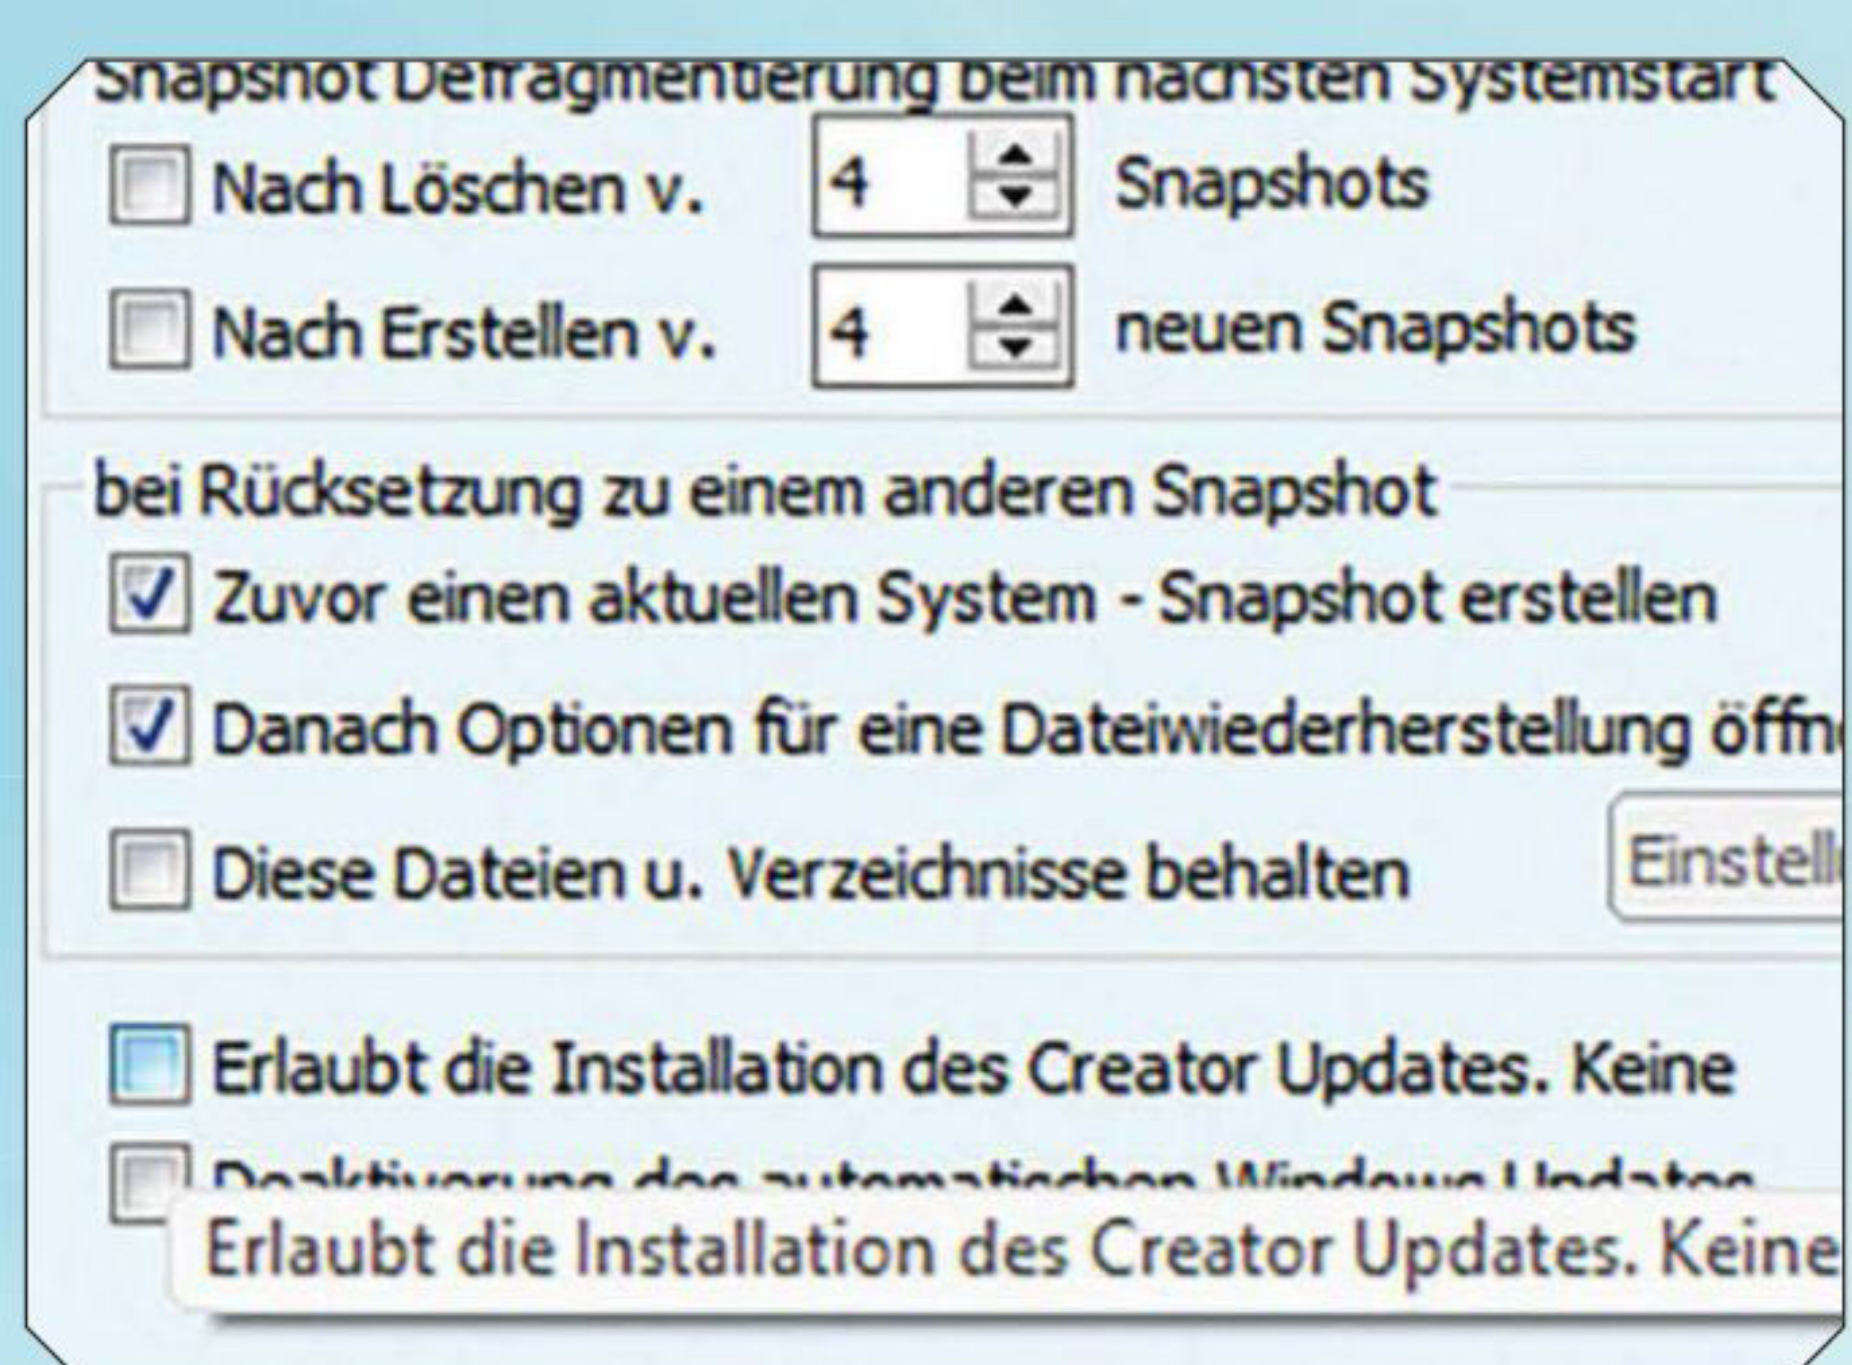 Snapshot Defragmentierung beim nächsten Systemstart
Nach Löschen v. 4 Snapshots
Nach Erstellen v. 4 neuen Snapshots
bei Rücksetzung zu einem anderen Snapshot
Zuvor einen aktuellen System - Snapshot erstellen
Danach Optionen für eine Dateiwiederherstellung öffn
Diese Dateien u. Verzeichnisse behalten Einstell
Erlaubt die Installation des Creator Updates. Keine
Deaktivierung des automatischen Windows Updates
Erlaubt die Installation des Creator Updates. Keine